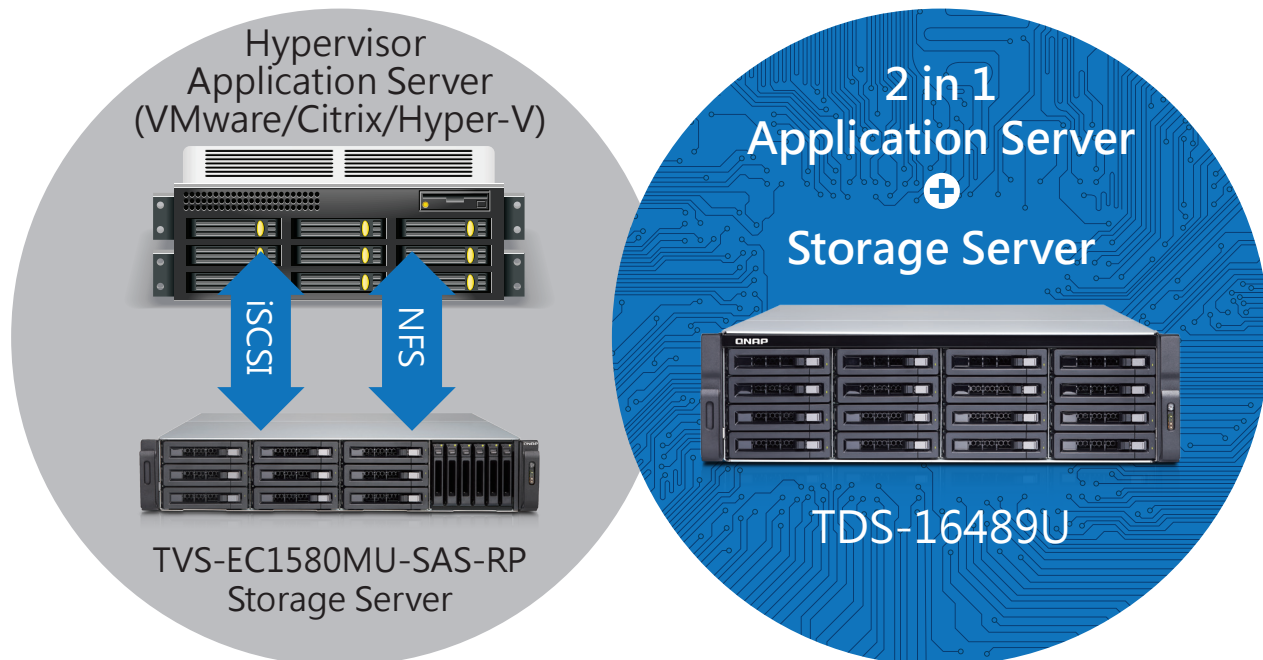 Hypervisor
Application Server
(VMware/Citrix/Hyper-V)
iSCSI
NFS
QNAP
TVS-EC1580MU-SAS-RP
Storage Server
2 in 1
Application Server
+
Storage Server
QNAP
TDS-16489U